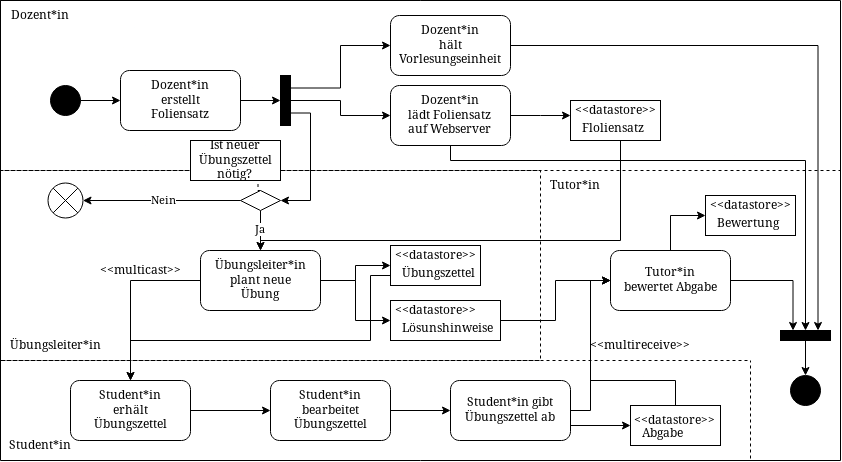 Dozent*in
Dozent*in
hält
Vorlesungseinheit
Dozent*in
erstellt
Foliensatz
Dozent*in
lädt Foliensatz
auf Webserver
<<datastore>>
Floliensatz
Ist neuer
Übungszettel
nötig?
Tutor*in
Nein
Ja
<<datastore>>
Bewertung
<<multicast>>
Übungsleiter*in
plant neue
Übung
<<datastore>>
Übungszettel
Tutor*in
bewertet Abgabe
<<datastore>>
Lösunshinweise
Übungsleiter*in
<<multireceive>>
Student*in
erhält
Übungszettel
Student*in
bearbeitet
Übungszettel
Student*in gibt
Übungszettel ab
<<datastore>>
Abgabe
Student*in